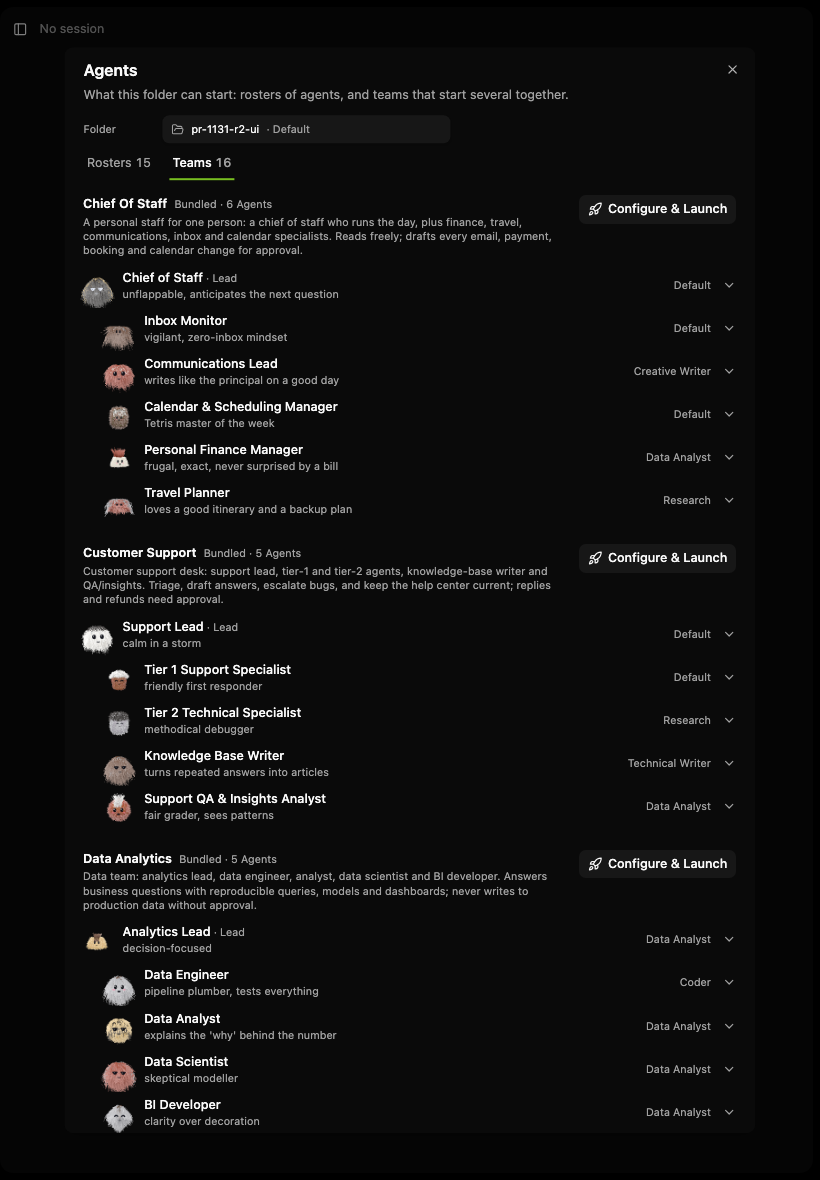 No session
Agents
What this folder can start: rosters of agents, and teams that start several together.
Folder
pr-1131-r2-ui · Default
Rosters 15
Teams 16
Chief Of Staff Bundled · 6 Agents
Configure & Launch
A personal staff for one person: a chief of staff who runs the day, plus finance, travel,
communications, inbox and calendar specialists. Reads freely; drafts every email, payment,
booking and calendar change for approval.
Chief of Staff · Lead
unflappable, anticipates the next question
Default
Inbox Monitor
vigilant, zero-inbox mindset
Default
Communications Lead
writes like the principal on a good day
Creative Writer
Calendar & Scheduling Manager
Tetris master of the week
Default
Personal Finance Manager
frugal, exact, never surprised by a bill
Data Analyst
Travel Planner
loves a good itinerary and a backup plan
Research
Customer Support Bundled · 5 Agents
Configure & Launch
Customer support desk: support lead, tier-1 and tier-2 agents, knowledge-base writer and
QA/insights. Triage, draft answers, escalate bugs, and keep the help center current; replies
and refunds need approval.
Support Lead · Lead
calm in a storm
Default
Tier 1 Support Specialist
friendly first responder
Default
Tier 2 Technical Specialist
methodical debugger
Research
Knowledge Base Writer
turns repeated answers into articles
Technical Writer
Support QA & Insights Analyst
fair grader, sees patterns
Data Analyst
Data Analytics Bundled · 5 Agents
Configure & Launch
Data team: analytics lead, data engineer, analyst, data scientist and BI developer. Answers
business questions with reproducible queries, models and dashboards; never writes to
production data without approval.
Analytics Lead · Lead
decision-focused
Data Analyst
Data Engineer
pipeline plumber, tests everything
Coder
Data Analyst
explains the 'why' behind the number
Data Analyst
Data Scientist
skeptical modeller
Data Analyst
BI Developer
clarity over decoration
Data Analyst